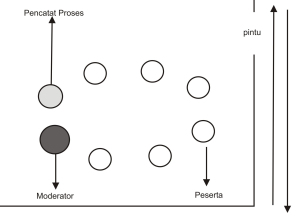 Pencatat Proses
pintu
Moderator
Peserta